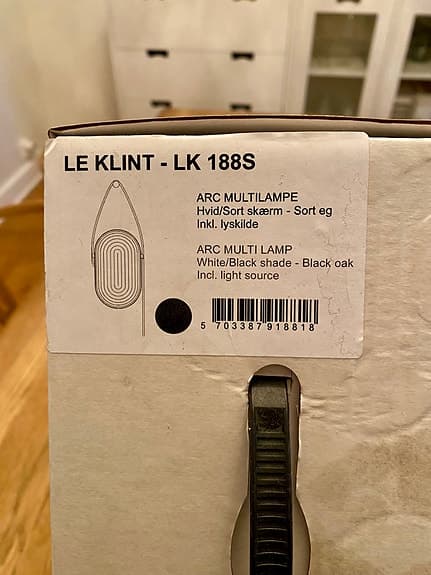 LE KLINT - LK 188S
ARC MULTILAMPE
Hvid/Sort skærm - Sort eg
Inkl. lyskilde
ARC MULTI LAMP
White/Black shade - Black oak
Incl. light source
5 703387 918818